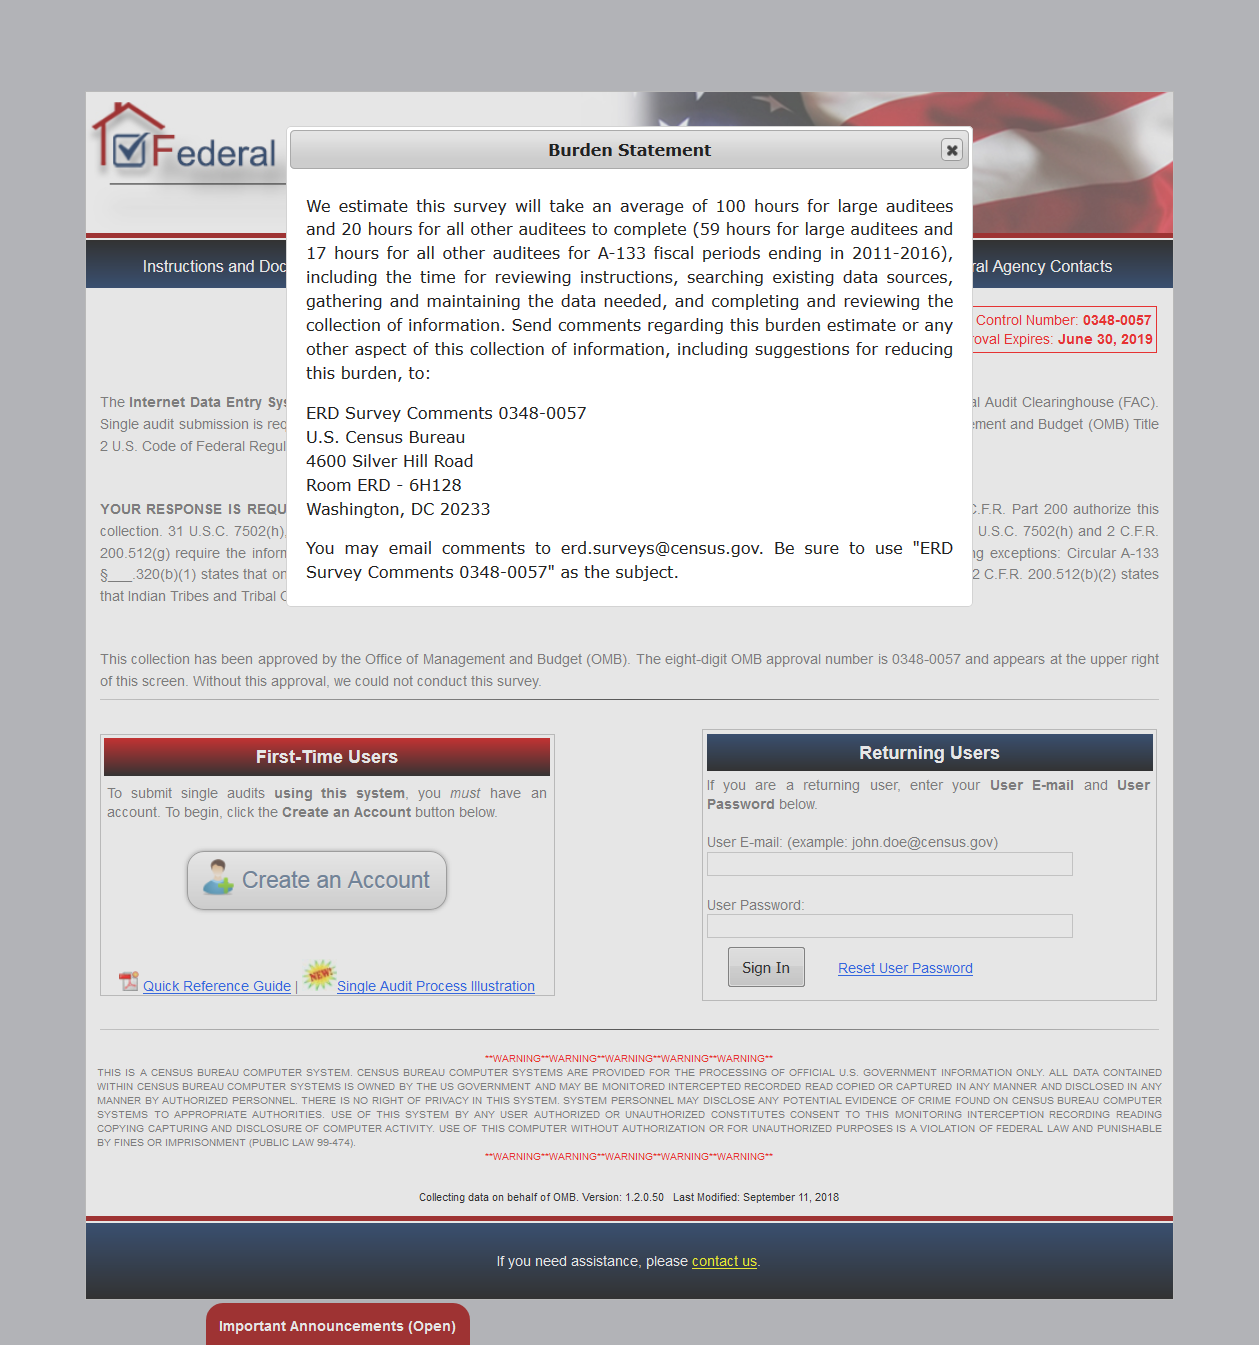 Federal
Burden Statement
We estimate this survey will take an average of 100 hours for large auditees
and 20 hours for all other auditees to complete (59 hours for large auditees and
17 hours for all other auditees for A-133 fiscal periods ending in 2011-2016),
including the time for reviewing instructions, searching existing data sources,
gathering and maintaining the data needed, and completing and reviewing the
collection of information. Send comments regarding this burden estimate or any
other aspect of this collection of information, including suggestions for reducing
this burden, to:
ERD Survey Comments 0348-0057
U.S. Census Bureau
4600 Silver Hill Road
Room ERD - 6H128
Washington, DC 20233
You may email comments to erd.surveys@census.gov. Be sure to use "ERD
Survey Comments 0348-0057" as the subject.
Instructions and
Agency Contacts
Control Number: 0348-0057
Expires: June 30, 2019
The Internet Data Entry
Audit Clearinghouse (FAC).
Single audit submission is
and Budget (OMB) Title
2 U.S. Code of Federal
YOUR RESPONSE IS
C.F.R. Part 200 authorize this
collection. 31 U.S.C. 7502(h),
U.S.C. 7502(h) and 2 C.F.R.
200.512(g) require the
exceptions: Circular A-133
§___.320(b)(1) states that
2 C.F.R. 200.512(b)(2) states
that Indian Tribes and Tribal
This collection has been approved by the Office of Management and Budget (OMB). The eight-digit OMB approval number is 0348-0057 and appears at the upper right
of this screen. Without this approval, we could not conduct this survey.
First-Time Users
To submit single audits using this system, you must have an
account. To begin, click the Create an Account button below.
Create an Account
NEW!
Quick Reference Guide | Single Audit Process Illustration
Returning Users
If you are a returning user, enter your User E-mail and User
Password below.
User E-mail: (example: john.doe@census.gov)
User Password:
Sign In
Reset User Password
**WARNING**WARNING**WARNING**WARNING**WARNING**
THIS IS A CENSUS BUREAU COMPUTER SYSTEM. CENSUS BUREAU COMPUTER SYSTEMS ARE PROVIDED FOR THE PROCESSING OF OFFICIAL U.S. GOVERNMENT INFORMATION ONLY. ALL DATA CONTAINED
WITHIN CENSUS BUREAU COMPUTER SYSTEMS IS OWNED BY THE US GOVERNMENT AND MAY BE MONITORED INTERCEPTED RECORDED READ COPIED OR CAPTURED IN ANY MANNER AND DISCLOSED IN ANY
MANNER BY AUTHORIZED PERSONNEL. THERE IS NO RIGHT OF PRIVACY IN THIS SYSTEM. SYSTEM PERSONNEL MAY DISCLOSE ANY POTENTIAL EVIDENCE OF CRIME FOUND ON CENSUS BUREAU COMPUTER
SYSTEMS TO APPROPRIATE AUTHORITIES. USE OF THIS SYSTEM BY ANY USER AUTHORIZED OR UNAUTHORIZED CONSTITUTES CONSENT TO THIS MONITORING INTERCEPTION RECORDING READING
COPYING CAPTURING AND DISCLOSURE OF COMPUTER ACTIVITY. USE OF THIS COMPUTER WITHOUT AUTHORIZATION OR FOR UNAUTHORIZED PURPOSES IS A VIOLATION OF FEDERAL LAW AND PUNISHABLE
BY FINES OR IMPRISONMENT (PUBLIC LAW 99-474).
**WARNING**WARNING**WARNING**WARNING**WARNING**
Collecting data on behalf of OMB. Version: 1.2.0.50 Last Modified: September 11, 2018
If you need assistance, please contact us.
Important Announcements (Open)